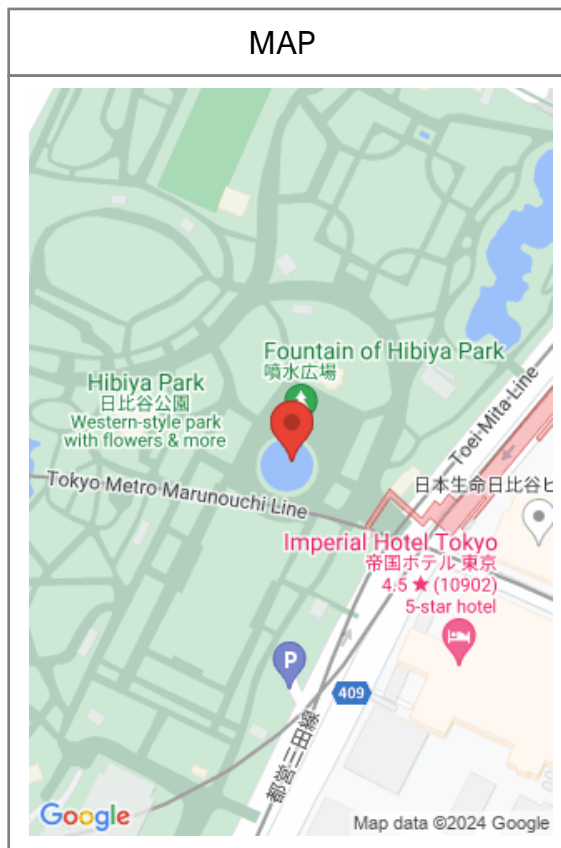 MAP
Fountain of Hibiya Park
噴水広場
Hibiya Park
日比谷公園
Western-style park
with flowers & more
Toei-Mita-Line
Tokyo Metro Marunouchi Line
日本生命日比谷ビ
Imperial Hotel Tokyo
帝国ホテル 東京
4.5 ★ (10902)
5-star hotel
P
409
都営三田線
Google
Map data ©2024 Google